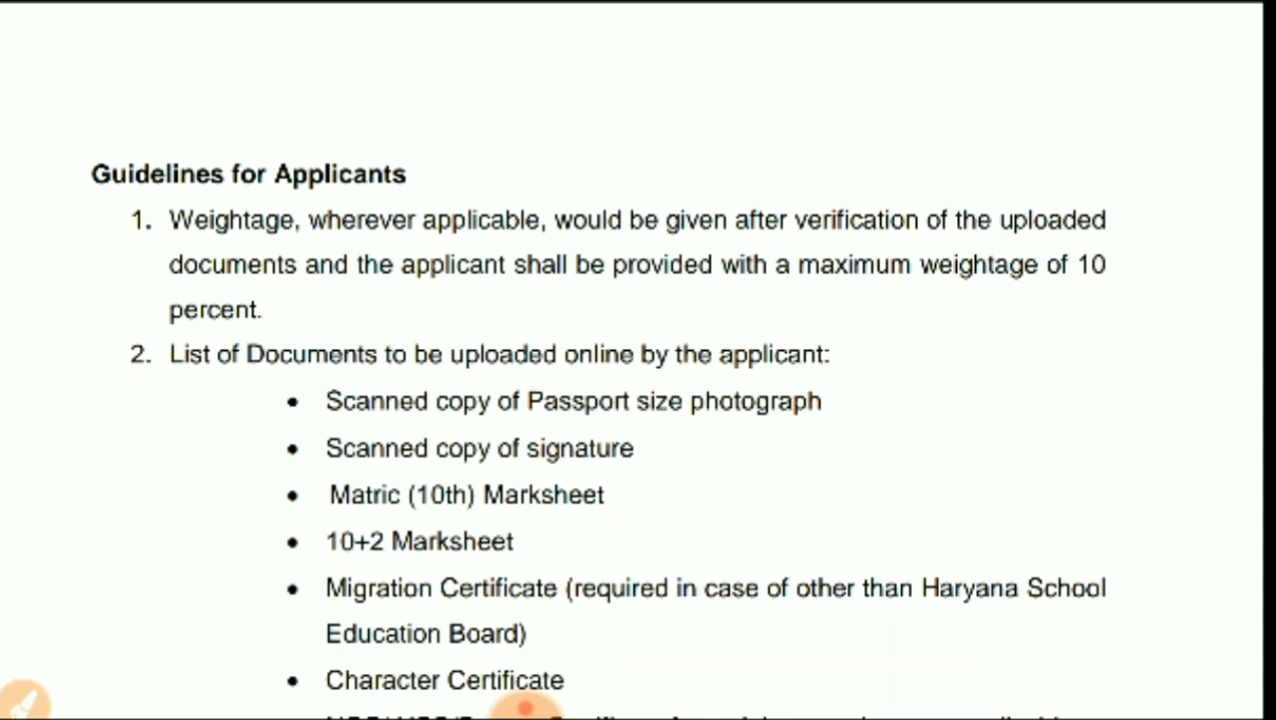 Guidelines for Applicants
1. Weightage, wherever applicable, would be given after verification of the uploaded
documents and the applicant shall be provided with a maximum weightage of 10
percent.
2. List of Documents to be uploaded online by the applicant:
• Scanned copy of Passport size photograph
• Scanned copy of signature
• Matric (10th) Marksheet
• 10+2 Marksheet
• Migration Certificate (required in case of other than Haryana School
Education Board)
• Character Certificate